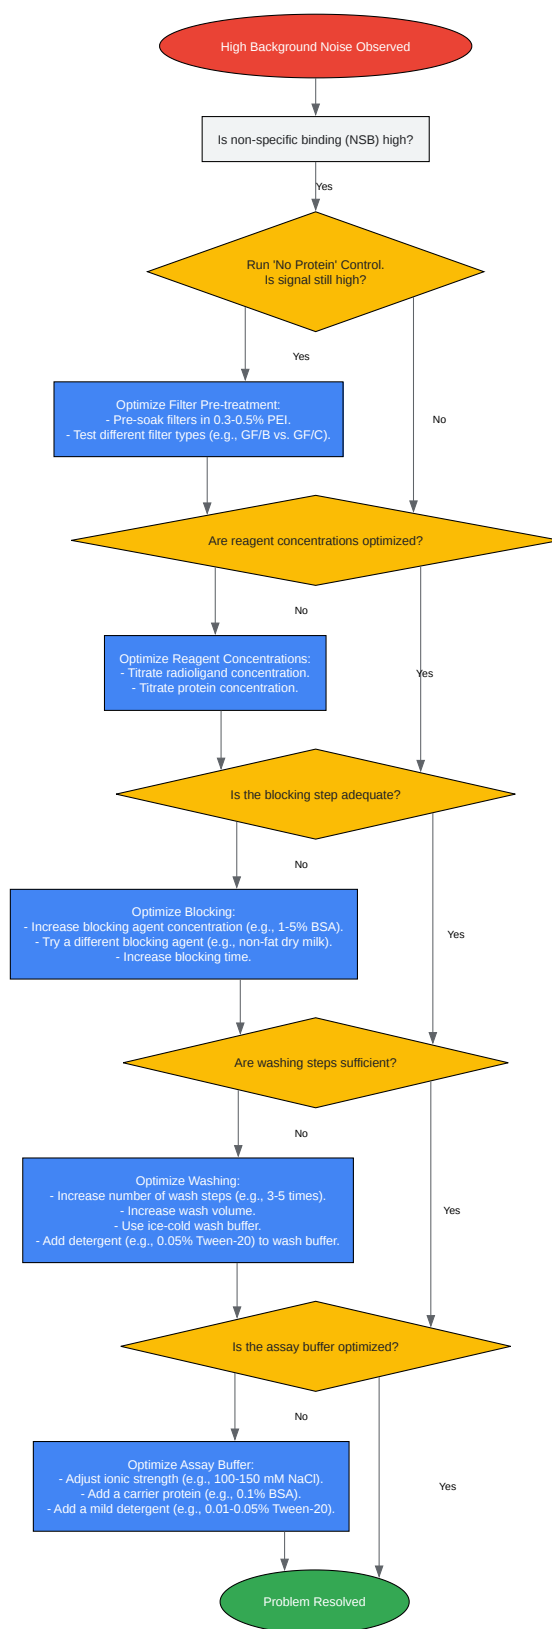 High Background Noise Observed
Is non-specific binding (NSB) high?
Yes
Run 'No Protein' Control.
Is signal still high?
Yes
No
Optimize Filter Pre-treatment:
- Pre-soak filters in 0.3-0.5% PEI.
- Test different filter types (e.g., GF/B vs. GF/C).
Are reagent concentrations optimized?
No
Yes
Optimize Reagent Concentrations:
- Titrate radioligand concentration.
- Titrate protein concentration.
Is the blocking step adequate?
No
Yes
Optimize Blocking:
- Increase blocking agent concentration (e.g., 1-5% BSA).
- Try a different blocking agent (e.g., non-fat dry milk).
- Increase blocking time.
Are washing steps sufficient?
No
Yes
Optimize Washing:
- Increase number of wash steps (e.g., 3-5 times).
- Increase wash volume.
- Use ice-cold wash buffer.
- Add detergent (e.g., 0.05% Tween-20) to wash buffer.
Is the assay buffer optimized?
No
Yes
Optimize Assay Buffer:
- Adjust ionic strength (e.g., 100-150 mM NaCl).
- Add a carrier protein (e.g., 0.1% BSA).
- Add a mild detergent (e.g., 0.01-0.05% Tween-20).
Problem Resolved